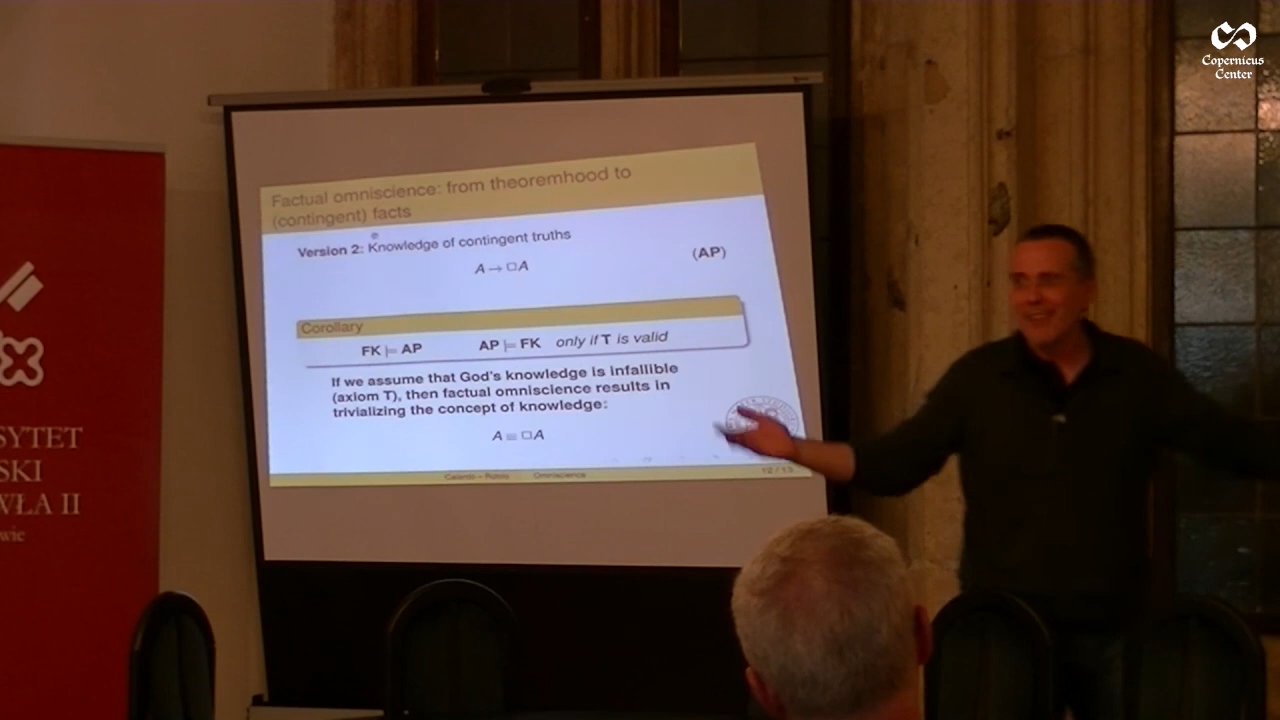 Copernicus
Center
Factual omniscience: from theoremhood to
(contingent) facts
Version 2: Knowledge of contingent truths
A → □A
(AP)
Corollary
FK ⊨ AP AP ⊨ FK only if T is valid
If we assume that God's knowledge is infallible
(axiom T), then factual omniscience results in
trivializing the concept of knowledge:
A ≡ □A
Omniscience
12 / 13
SYTET
SKI
WŁA II
wie